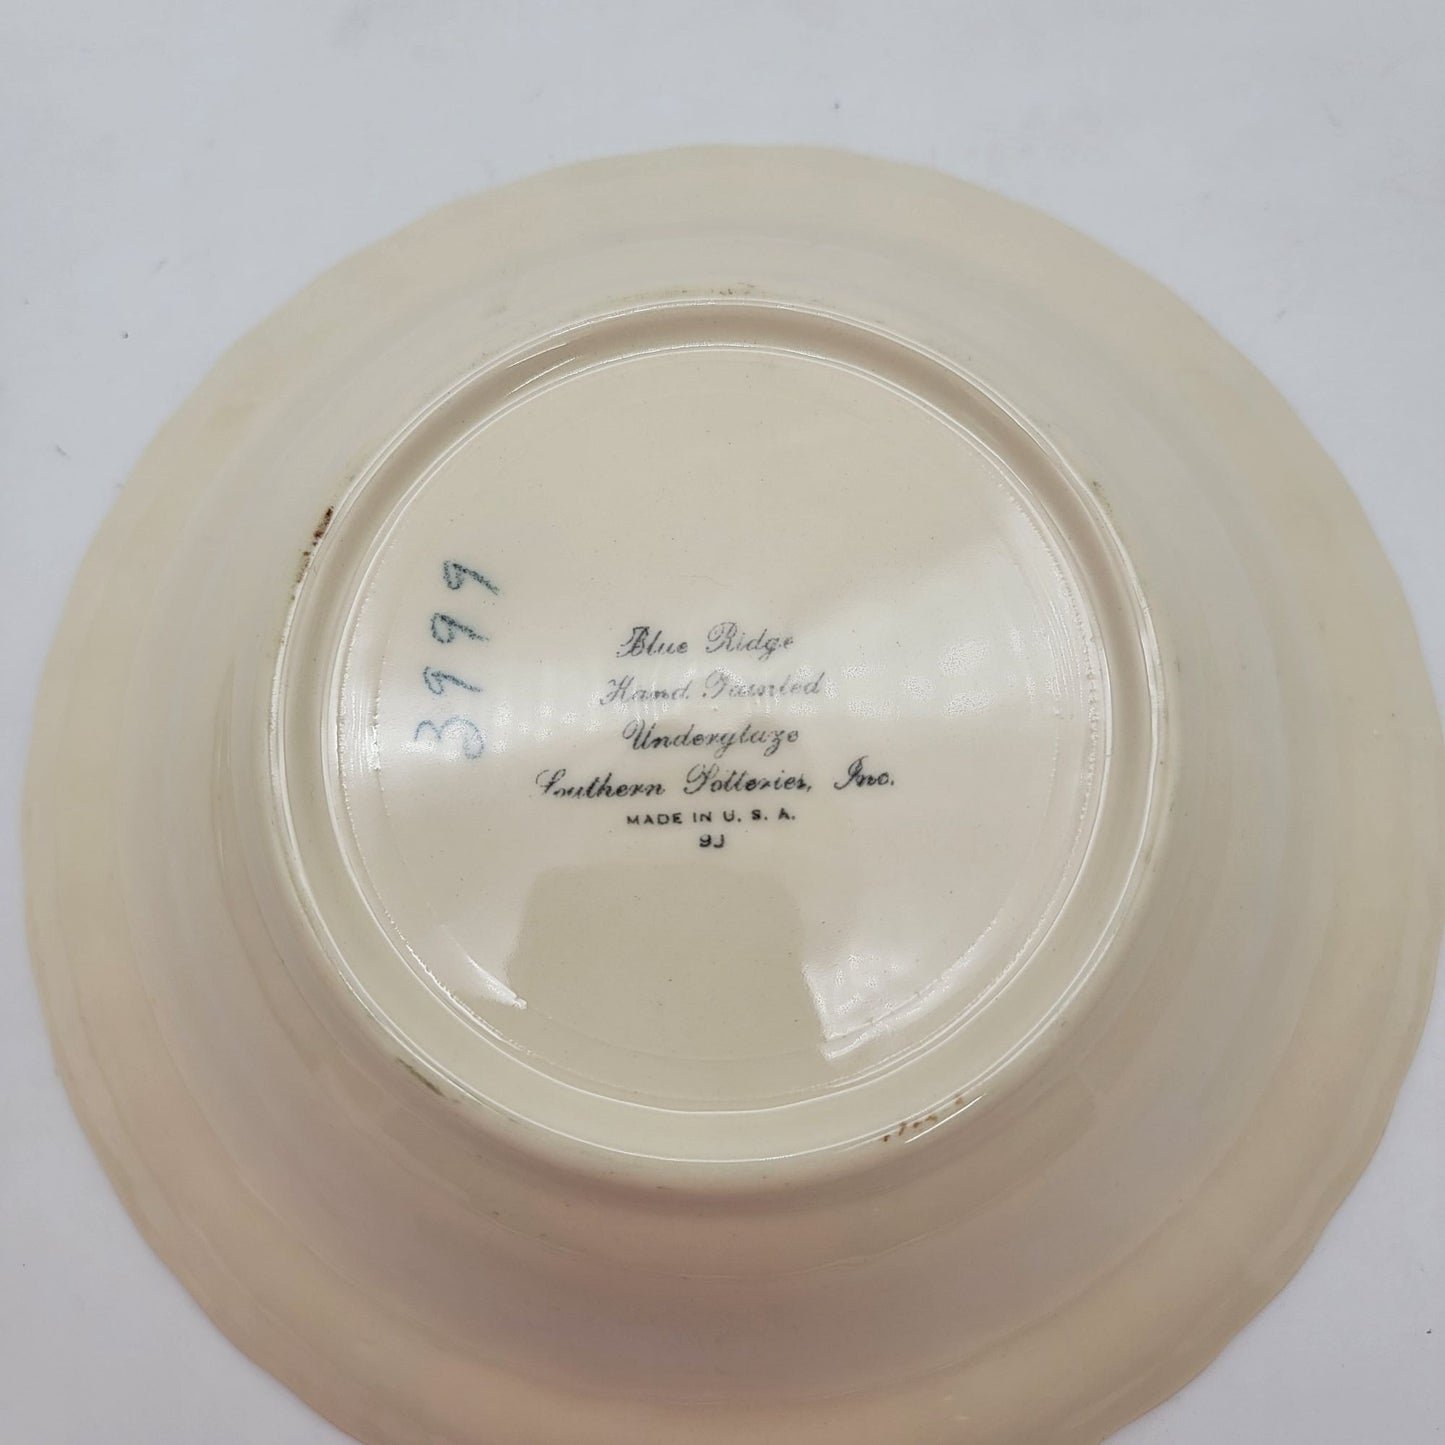 3999
Blue Ridge
Hand Painted
Underglaze
Southern Potteries, Inc.
MADE IN U. S. A.
9J